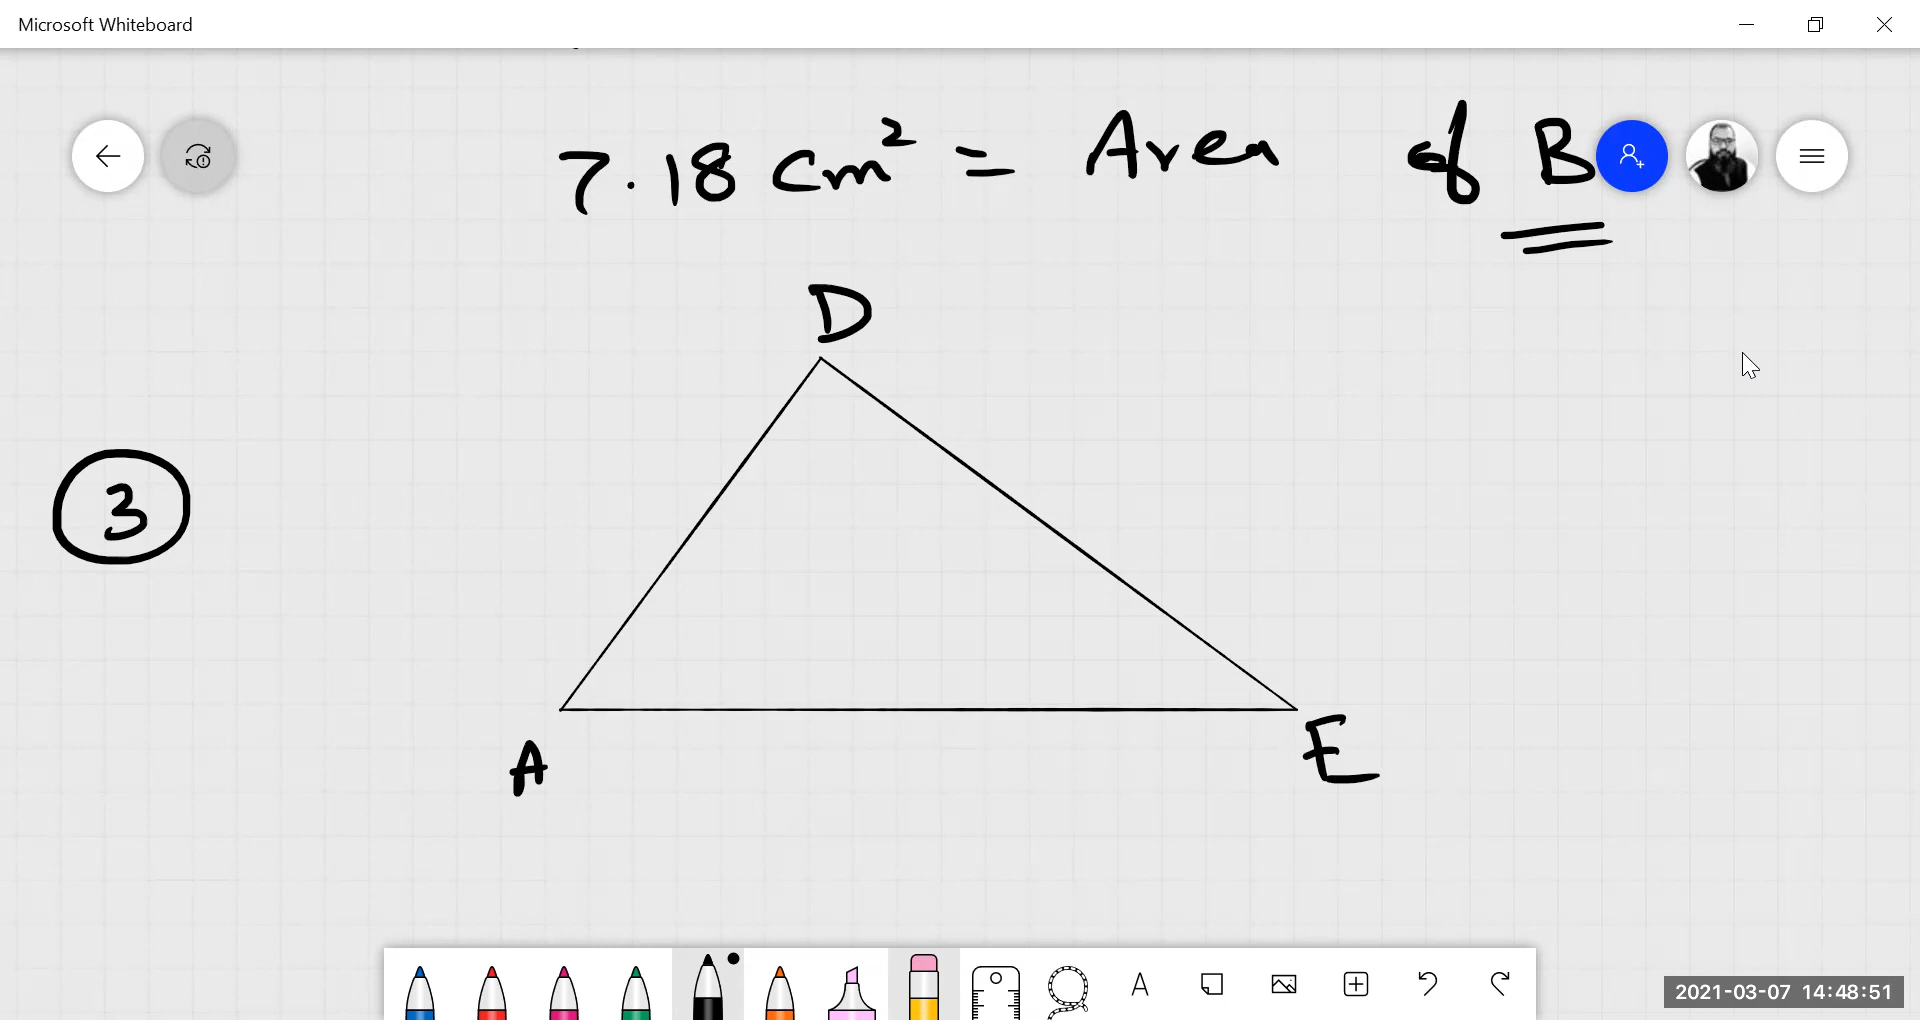 Microsoft Whiteboard
7.18 cm² = Area of B
D
3
A
E
A
2021-03-07 14:48:51